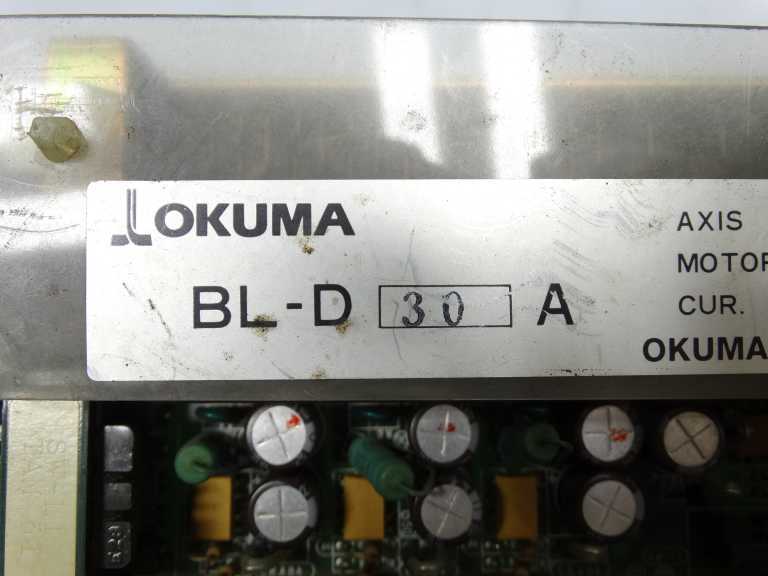 OKUMA
BL-D 30 A
AXIS
MOTOR
CUR.
OKUMA